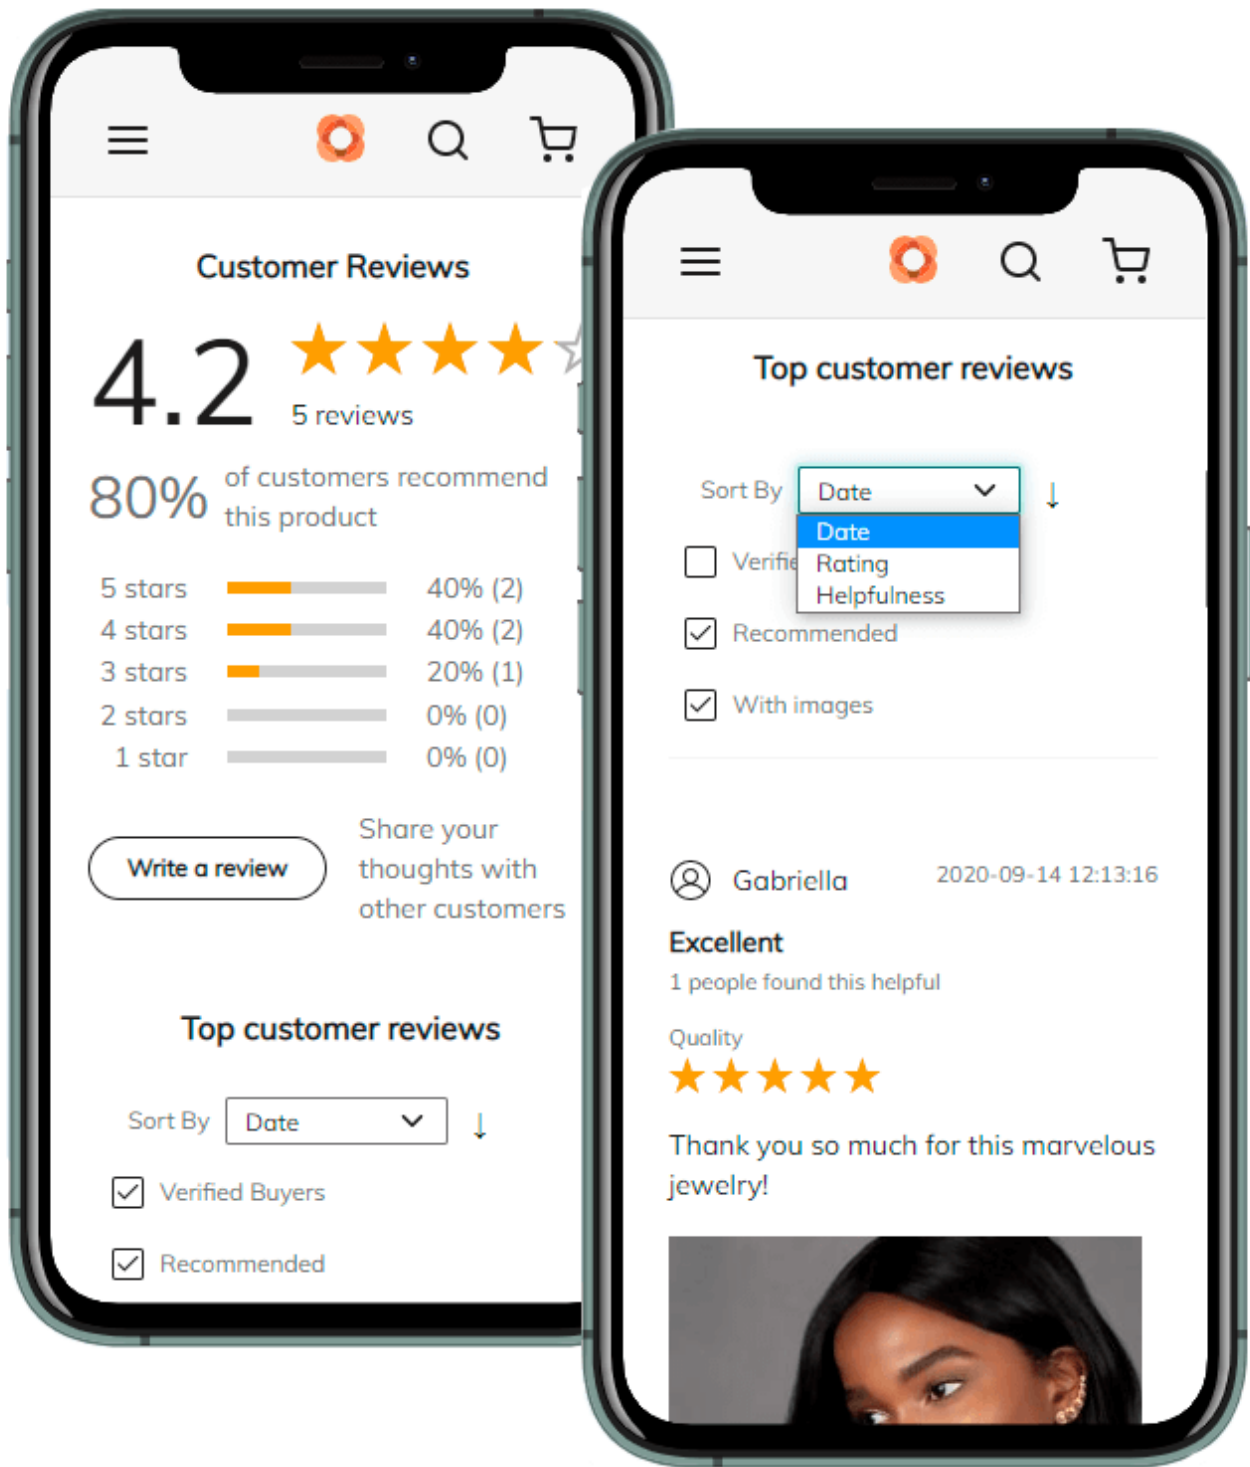 Customer Reviews
4.2
5 reviews
80%
of customers recommend
this product
5 stars 40% (2)
4 stars 40% (2)
3 stars 20% (1)
2 stars 0% (0)
1 star 0% (0)
Write a review
Share your
thoughts with
other customers
Top customer reviews
Sort By Date ↓
Verified Buyers
Recommended
Top customer reviews
Sort By Date ↓
Date
Rating
Helpfulness
Recommended
With images
Gabriella 2020-09-14 12:13:16
Excellent
1 people found this helpful
Quality
Thank you so much for this marvelous
jewelry!